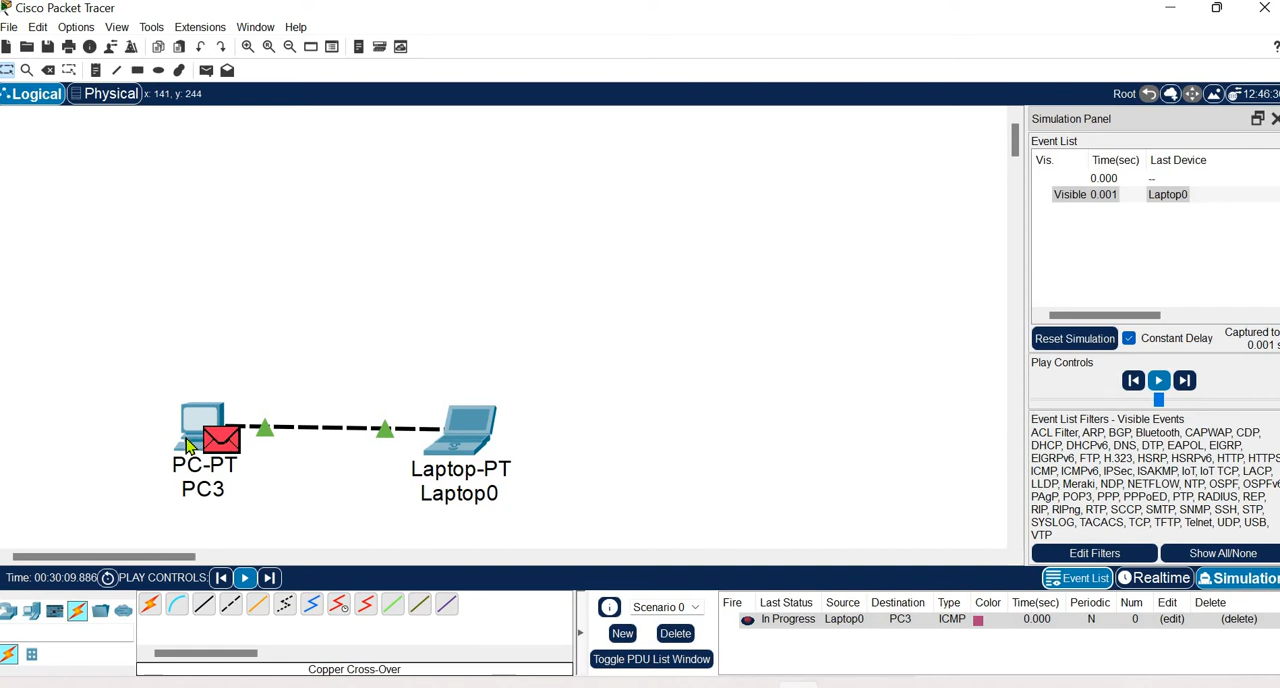 Cisco Packet Tracer
File Edit Options View Tools Extensions Window Help
?
Logical Physical x: 141, y: 244 Root 12:46:30
Simulation Panel
Event List
Vis. Time(sec) Last Device
0.000 --
Visible 0.001 Laptop0
Reset Simulation Constant Delay Captured to
0.001 s
Play Controls
Event List Filters - Visible Events
ACL Filter, ARP, BGP, Bluetooth, CAPWAP, CDP,
DHCP, DHCPv6, DNS, DTP, EAPOL, EIGRP,
EIGRPv6, FTP, H.323, HSRP, HSRPv6, HTTP, HTTPS
ICMP, ICMPv6, IPSec, ISAKMP, IoT, IoT TCP, LACP,
LLDP, Meraki, NDP, NETFLOW, NTP, OSPF, OSPFv6
PAgP, POP3, PPP, PPPoED, PTP, RADIUS, REP,
RIP, RIPng, RTP, SCCP, SMTP, SNMP, SSH, STP,
SYSLOG, TACACS, TCP, TFTP, Telnet, UDP, USB,
VTP
Edit Filters Show All/None
PC-PT
PC3
Laptop-PT
Laptop0
Time: 00:30:09.886 PLAY CONTROLS: Event List Realtime Simulation
Scenario 0
New Delete
Toggle PDU List Window
Fire Last Status Source Destination Type Color Time(sec) Periodic Num Edit Delete
In Progress Laptop0 PC3 ICMP 0.000 N 0 (edit) (delete)
Copper Cross-Over